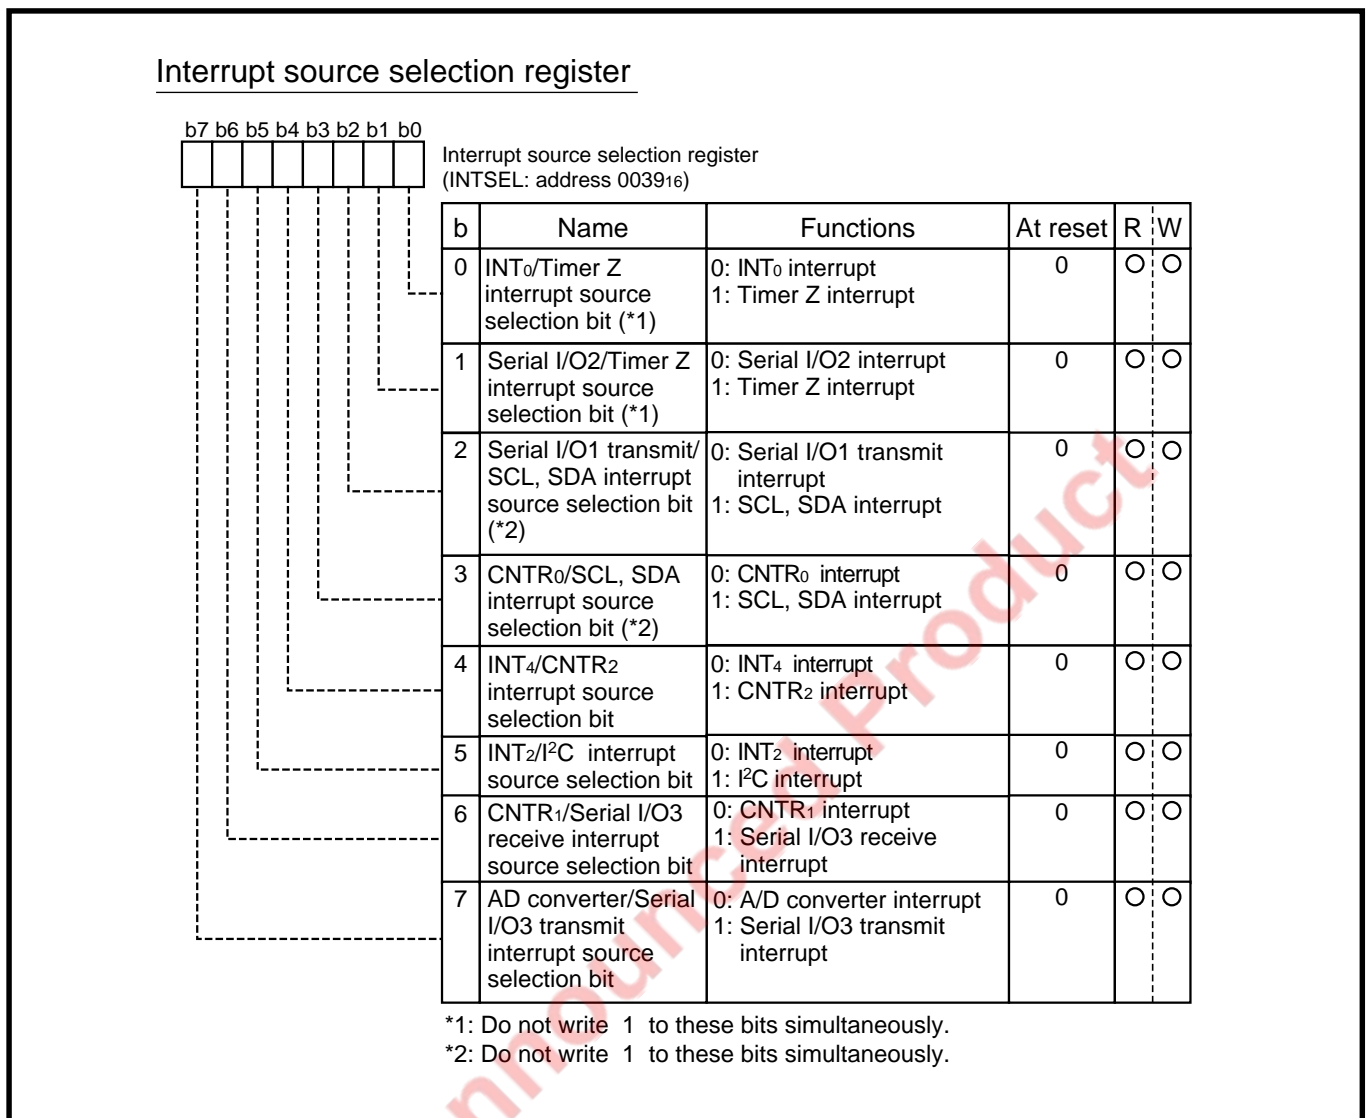 Interrupt source selection register
b7 b6 b5 b4 b3 b2 b1 b0
Interrupt source selection register
(INTSEL: address 003916)
b Name Functions At reset R W
0 INT0/Timer Z interrupt source selection bit (*1) 0: INT0 interrupt 1: Timer Z interrupt 0 O O
1 Serial I/O2/Timer Z interrupt source selection bit (*1) 0: Serial I/O2 interrupt 1: Timer Z interrupt 0 O O
2 Serial I/O1 transmit/ SCL, SDA interrupt source selection bit (*2) 0: Serial I/O1 transmit interrupt 1: SCL, SDA interrupt 0 O O
3 CNTR0/SCL, SDA interrupt source selection bit (*2) 0: CNTR0 interrupt 1: SCL, SDA interrupt 0 O O
4 INT4/CNTR2 interrupt source selection bit 0: INT4 interrupt 1: CNTR2 interrupt 0 O O
5 INT2/I2C interrupt source selection bit 0: INT2 interrupt 1: I2C interrupt 0 O O
6 CNTR1/Serial I/O3 receive interrupt source selection bit 0: CNTR1 interrupt 1: Serial I/O3 receive interrupt 0 O O
7 AD converter/Serial I/O3 transmit interrupt source selection bit 0: A/D converter interrupt 1: Serial I/O3 transmit interrupt 0 O O
*1: Do not write 1 to these bits simultaneously.
*2: Do not write 1 to these bits simultaneously.
Product